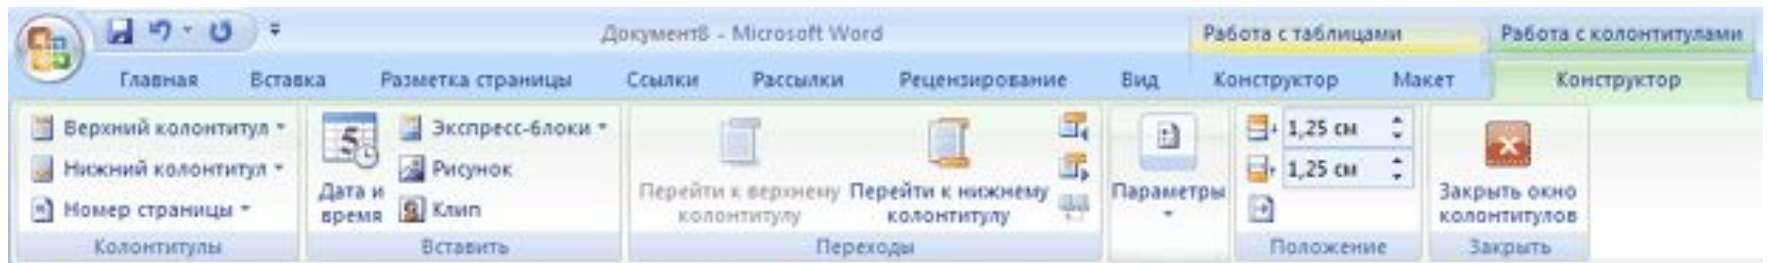 Документ8 - Microsoft Word
Работа с таблицами
Работа с колонтитулами
Главная Вставка Разметка страницы Ссылки Рассылки Рецензирование Вид Конструктор Макет Конструктор
Верхний колонтитул
Нижний колонтитул
Номер страницы
Колонтитулы
5
Дата и
время
Экспресс-блоки
Рисунок
Клип
Вставить
Перейти к верхнему
колонтитулу
Перейти к нижнему
колонтитулу
Переходы
Параметры
1,25 см
1,25 см
Положение
Закрыть окно
колонтитулов
Закрыть